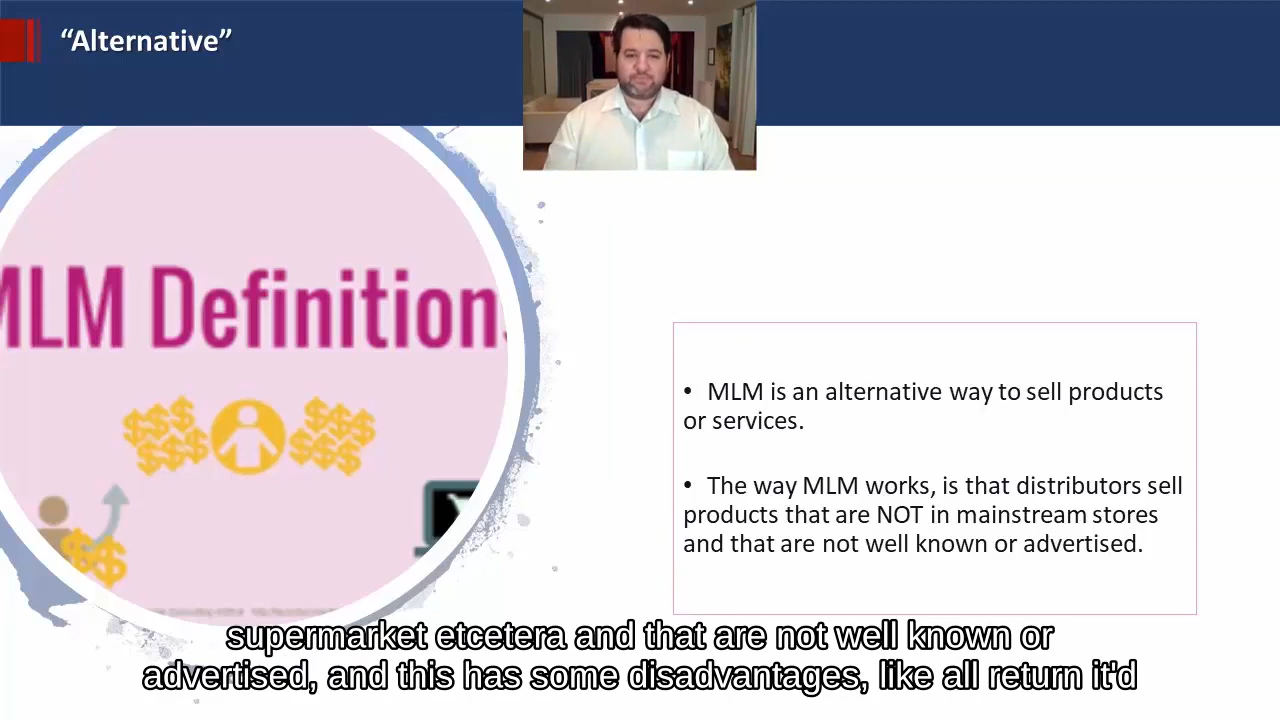 “Alternative”
MLM Definitions
• MLM is an alternative way to sell products
or services.
• The way MLM works, is that distributors sell
products that are NOT in mainstream stores
and that are not well known or advertised.
supermarket etcetera and that are not well known or
advertised, and this has some disadvantages, like all return it'd